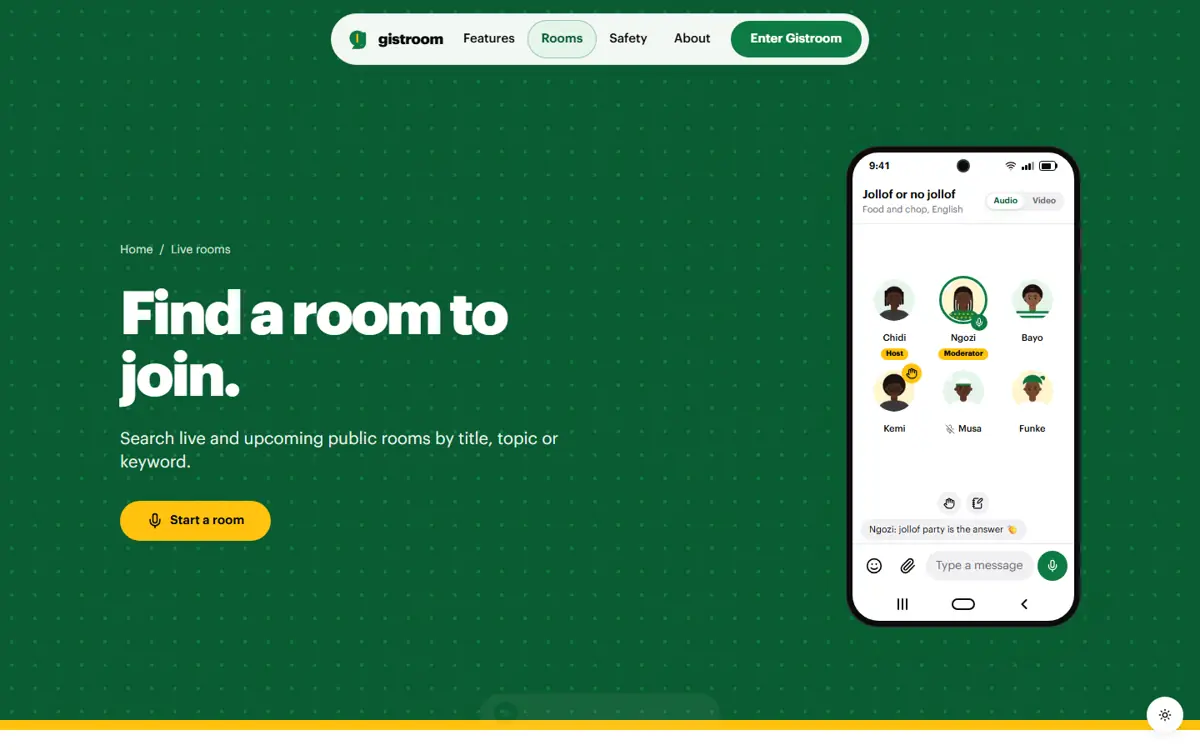 gistroom
Features
Rooms
Safety
About
Enter Gistroom
Home / Live rooms
Find a room to
join.
Search live and upcoming public rooms by title, topic or
keyword.
Start a room
9:41
Jollof or no jollof
Food and chop, English
Audio
Video
Chidi
Ngozi
Bayo
Host
Moderator
Kemi
Musa
Funke
Ngozi: jollof party is the answer 👏
Type a message